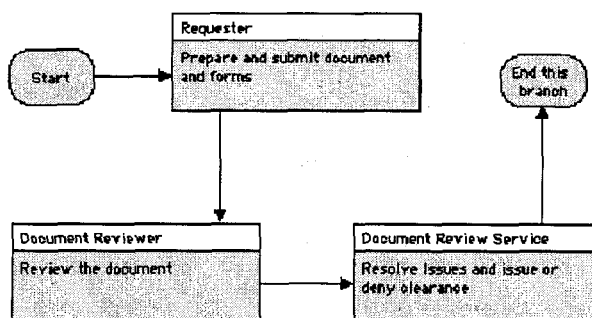 Requester
Start
Prepare and submit document
and forms
End this
branch
Document Reviewer
Review the document
Document Review Service
Resolve Issues and issue or
deny clearance